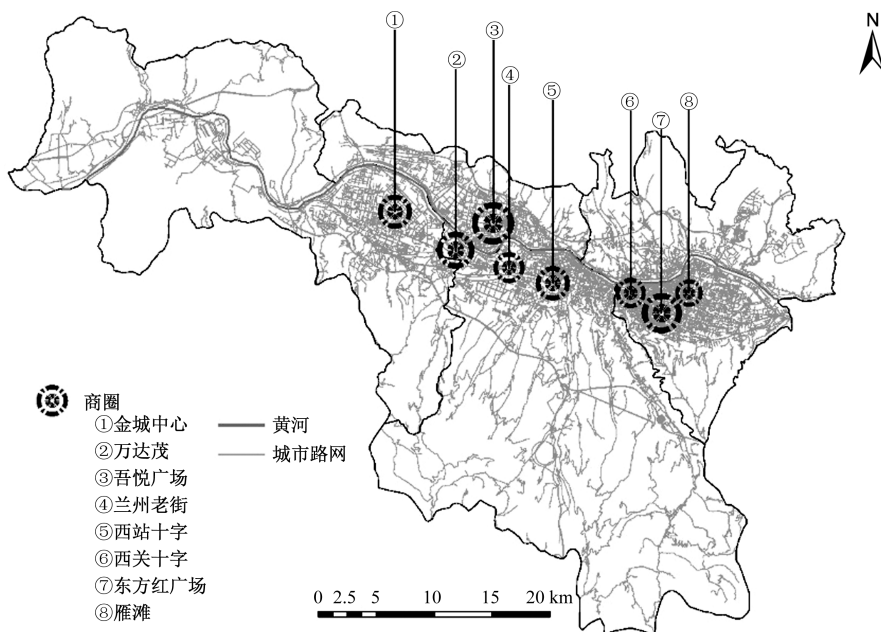 N
①
②
③
④
⑤
⑥
⑦
⑧
商圈
①金城中心
②万达茂
③吾悦广场
④兰州老街
⑤西站十字
⑥西关十字
⑦东方红广场
⑧雁滩
黄河
城市路网
0 2.5 5 10 15 20 km